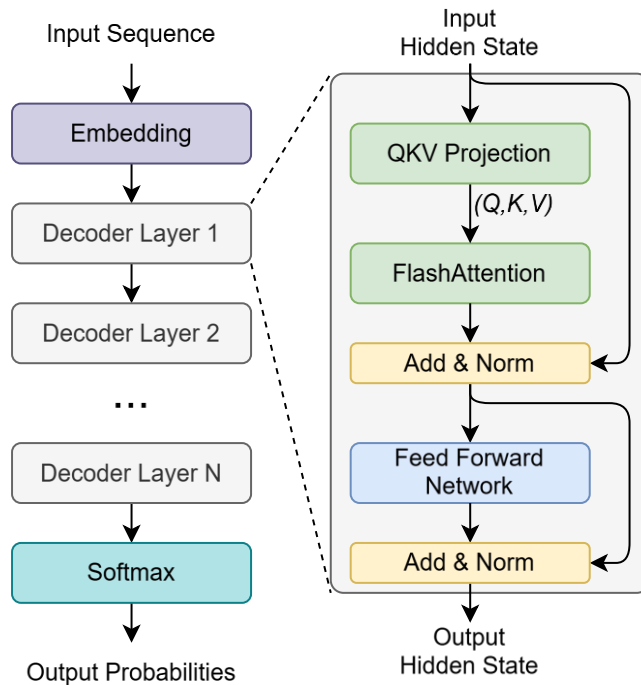 Input Sequence
Embedding
Decoder Layer 1
Decoder Layer 2
...
Decoder Layer N
Softmax
Output Probabilities
Input
Hidden State
QKV Projection
(Q,K,V)
FlashAttention
Add & Norm
Feed Forward
Network
Add & Norm
Output
Hidden State